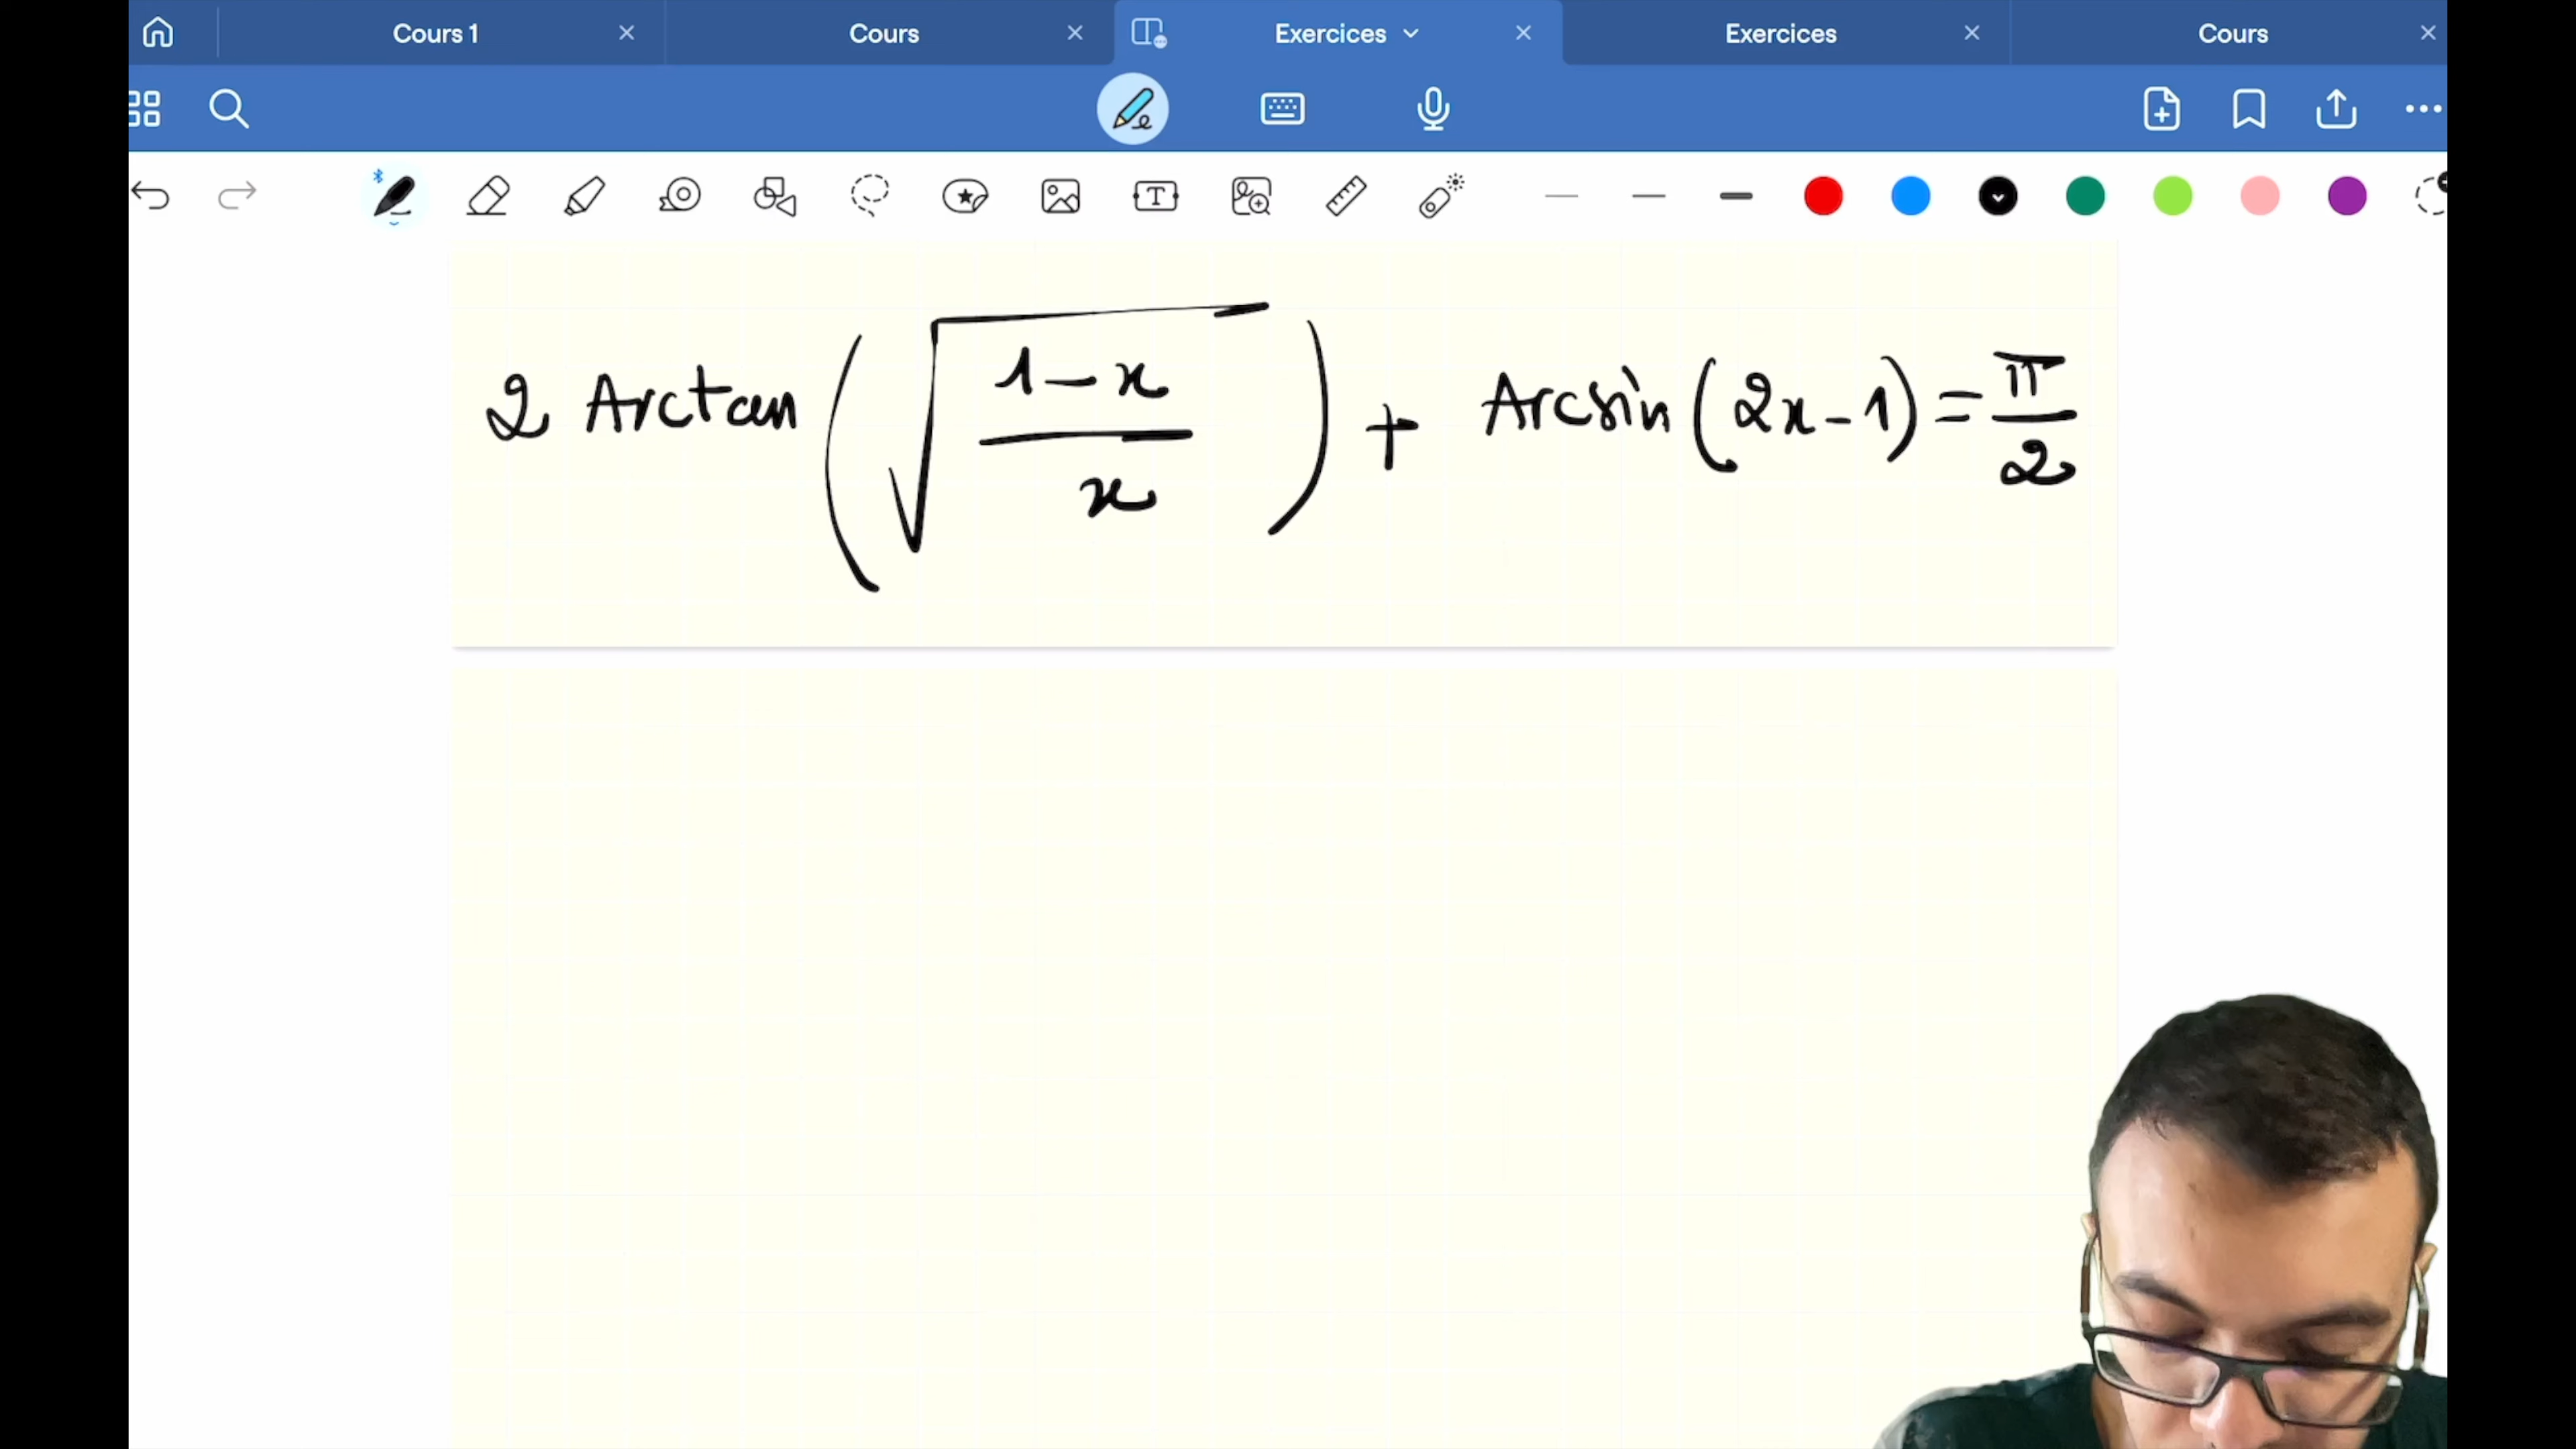 Cours 1 Cours Exercices Exercices Cours
2 Arctan(√((1-x)/x)) + Arcsin(2x-1) = π/2